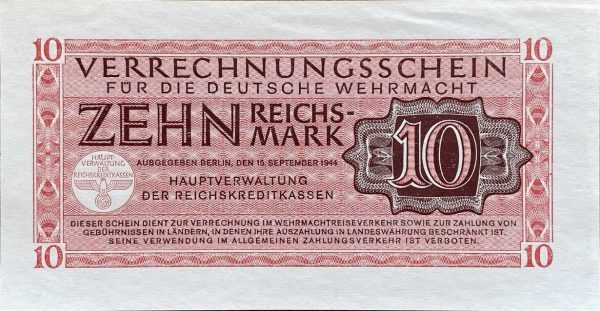 10 10
VERRECHNUNGSSCHEIN
FÜR DIE DEUTSCHE WEHRMACHT
ZEHN REICHS-
MARK
10
AUSGEGEBEN BERLIN, DEN 15. SEPTEMBER 1944
HAUPTVERWALTUNG
DER REICHSKREDITKASSEN
HAUPT-
VERWALTUNG
DER
REICHSKREDITKASSEN
DIESER SCHEIN DIENT ZUR VERRECHNUNG IM WEHRMACHTREISEVERKEHR SOWIE ZUR ZAHLUNG VON
GEBÜHRNISSEN IN LÄNDERN, IN DENEN IHRE AUSZAHLUNG IN LANDESWÄHRUNG BESCHRÄNKT IST.
SEINE VERWENDUNG IM ALLGEMEINEN ZAHLUNGSVERKEHR IST VERBOTEN.
10 10